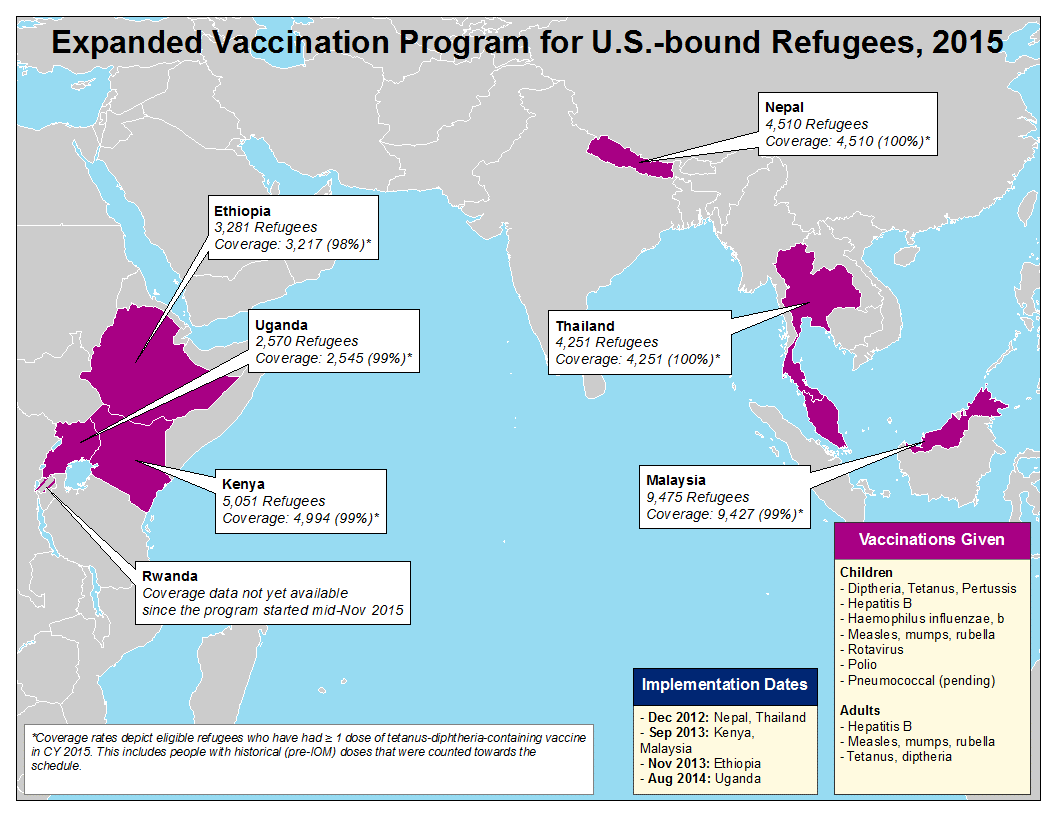 Expanded Vaccination Program for U.S.-bound Refugees, 2015
Nepal
4,510 Refugees
Coverage: 4,510 (100%)*
Ethiopia
3,281 Refugees
Coverage: 3,217 (98%)*
Uganda
2,570 Refugees
Coverage: 2,545 (99%)*
Thailand
4,251 Refugees
Coverage: 4,251 (100%)*
Kenya
5,051 Refugees
Coverage: 4,994 (99%)*
Malaysia
9,475 Refugees
Coverage: 9,427 (99%)*
Rwanda
Coverage data not yet available
since the program started mid-Nov 2015
Vaccinations Given
Children
- Diptheria, Tetanus, Pertussis
- Hepatitis B
- Haemophilus influenzae, b
- Measles, mumps, rubella
- Rotavirus
- Polio
- Pneumococcal (pending)
Adults
- Hepatitis B
- Measles, mumps, rubella
- Tetanus, diptheria
Implementation Dates
- Dec 2012: Nepal, Thailand
- Sep 2013: Kenya,
Malaysia
- Nov 2013: Ethiopia
- Aug 2014: Uganda
*Coverage rates depict eligible refugees who have had ≥ 1 dose of tetanus-diphtheria-containing vaccine
in CY 2015. This includes people with historical (pre-IOM) doses that were counted towards the
schedule.